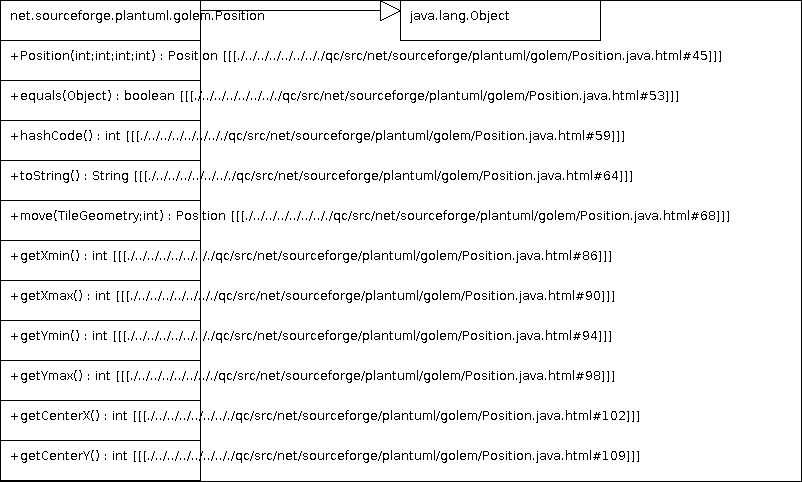 net.sourceforge.plantuml.golem.Position
java.lang.Object
+Position(int;int;int;int) : Position [[[./../../../../../../../qc/src/net/sourceforge/plantuml/golem/Position.java.html#45]]]
+equals(Object) : boolean [[[./../../../../../../../qc/src/net/sourceforge/plantuml/golem/Position.java.html#53]]]
+hashCode() : int [[[./../../../../../../../qc/src/net/sourceforge/plantuml/golem/Position.java.html#59]]]
+toString() : String [[[./../../../../../../../qc/src/net/sourceforge/plantuml/golem/Position.java.html#64]]]
+move(TileGeometry;int) : Position [[[./../../../../../../../qc/src/net/sourceforge/plantuml/golem/Position.java.html#68]]]
+getXmin() : int [[[./../../../../../../../qc/src/net/sourceforge/plantuml/golem/Position.java.html#86]]]
+getXmax() : int [[[./../../../../../../../qc/src/net/sourceforge/plantuml/golem/Position.java.html#90]]]
+getYmin() : int [[[./../../../../../../../qc/src/net/sourceforge/plantuml/golem/Position.java.html#94]]]
+getYmax() : int [[[./../../../../../../../qc/src/net/sourceforge/plantuml/golem/Position.java.html#98]]]
+getCenterX() : int [[[./../../../../../../../qc/src/net/sourceforge/plantuml/golem/Position.java.html#102]]]
+getCenterY() : int [[[./../../../../../../../qc/src/net/sourceforge/plantuml/golem/Position.java.html#109]]]